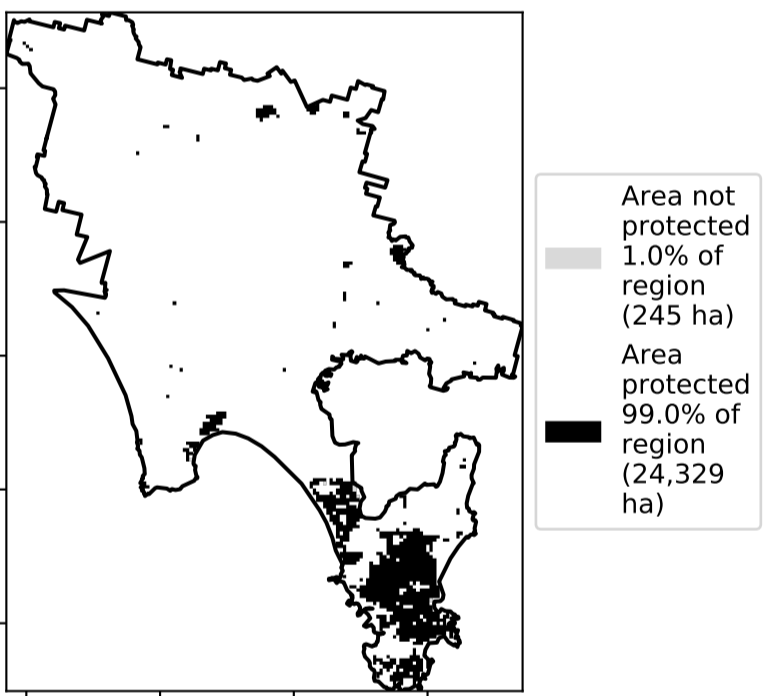 Area not
protected
1.0% of
region
(245 ha)
Area
protected
99.0% of
region
(24,329
ha)